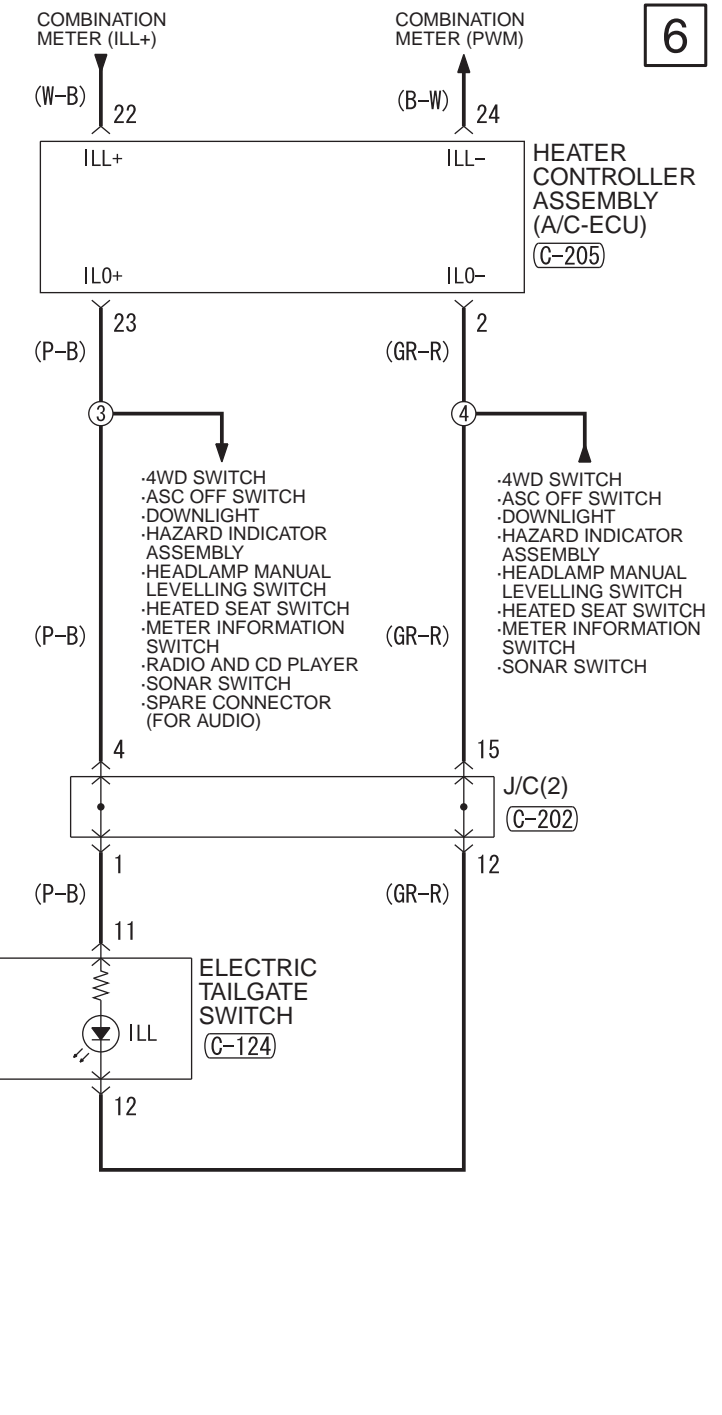 COMBINATION
METER (ILL+)
COMBINATION
METER (PWM)
6
(W-B)
22
(B-W)
24
ILL+
ILL-
HEATER
CONTROLLER
ASSEMBLY
(A/C-ECU)
C-205
ILO+
ILO-
23
2
(P-B)
(GR-R)
3
4
·4WD SWITCH
·ASC OFF SWITCH
·DOWNLIGHT
·HAZARD INDICATOR
ASSEMBLY
·HEADLAMP MANUAL
LEVELLING SWITCH
·HEATED SEAT SWITCH
·METER INFORMATION
SWITCH
·RADIO AND CD PLAYER
·SONAR SWITCH
·SPARE CONNECTOR
(FOR AUDIO)
·4WD SWITCH
·ASC OFF SWITCH
·DOWNLIGHT
·HAZARD INDICATOR
ASSEMBLY
·HEADLAMP MANUAL
LEVELLING SWITCH
·HEATED SEAT SWITCH
·METER INFORMATION
SWITCH
·SONAR SWITCH
(P-B)
(GR-R)
4
15
J/C(2)
C-202
1
12
(P-B)
(GR-R)
11
ELECTRIC
TAILGATE
SWITCH
C-124
ILL
12